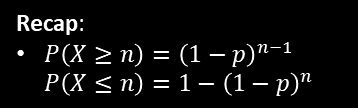 Recap:
• P(X ≥ n) = (1 − p)ⁿ⁻¹
P(X ≤ n) = 1 − (1 − p)ⁿ